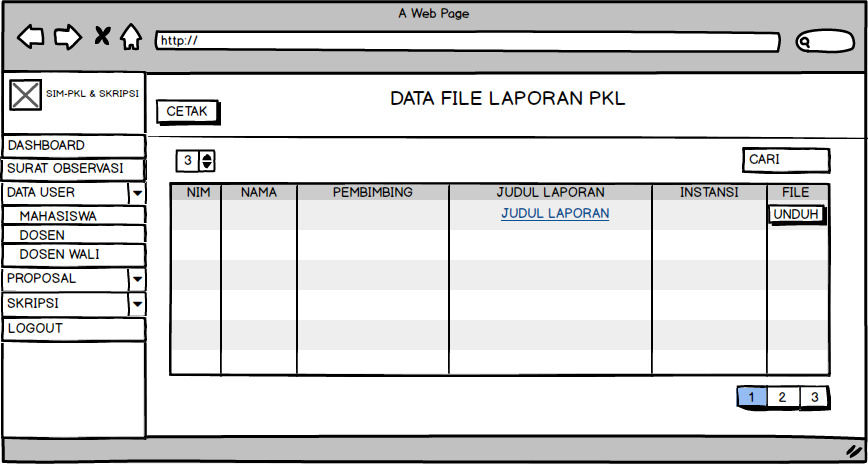 A Web Page
http://
SIM-PKL & SKRIPSI
DASHBOARD
SURAT OBSERVASI
DATA USER
MAHASISWA
DOSEN
DOSEN WALI
PROPOSAL
SKRIPSI
LOGOUT
DATA FILE LAPORAN PKL
CETAK
3
CARI
NIM NAMA PEMBIMBING JUDUL LAPORAN INSTANSI FILE
JUDUL LAPORAN UNDUH
1 2 3